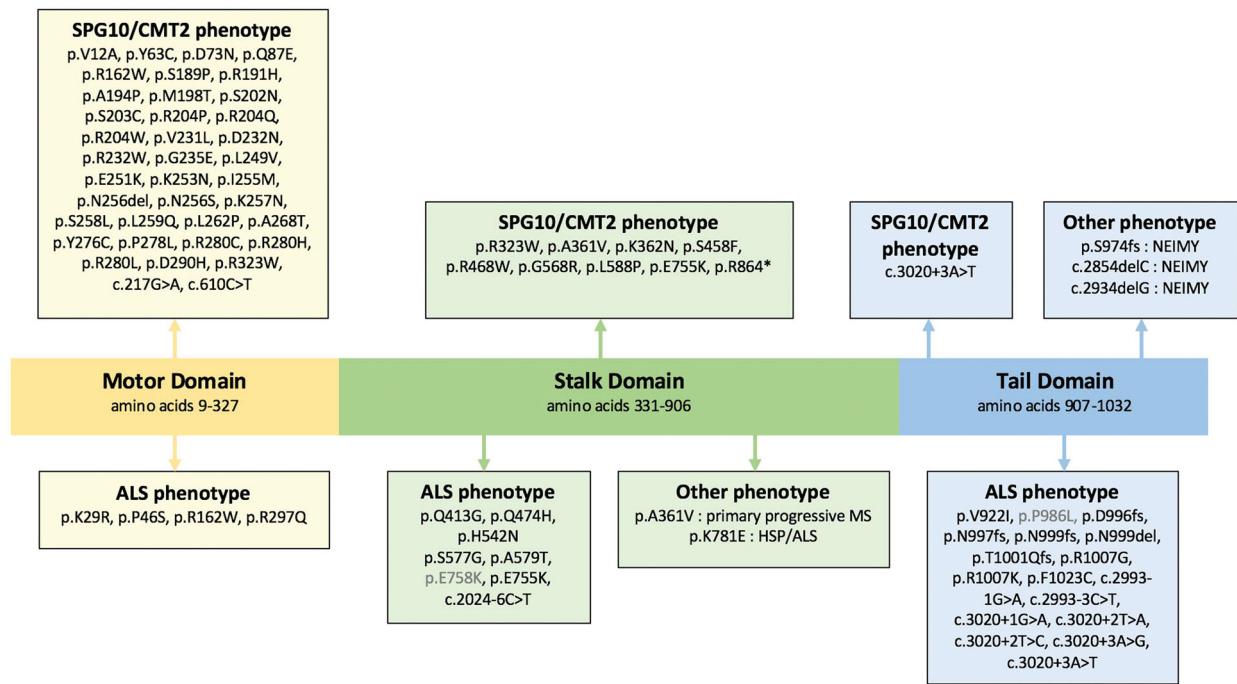 SPG10/CMT2 phenotype
p.V12A, p.Y63C, p.D73N, p.Q87E,
p.R162W, p.S189P, p.R191H,
p.A194P, p.M198T, p.S202N,
p.S203C, p.R204P, p.R204Q,
p.R204W, p.V231L, p.D232N,
p.R232W, p.G235E, p.L249V,
p.E251K, p.K253N, p.I255M,
p.N256del, p.N256S, p.K257N,
p.S258L, p.L259Q, p.L262P, p.A268T,
p.Y276C, p.P278L, p.R280C, p.R280H,
p.R280L, p.D290H, p.R323W,
c.217G>A, c.610C>T
SPG10/CMT2 phenotype
p.R323W, p.A361V, p.K362N, p.S458F,
p.R468W, p.G568R, p.L588P, p.E755K, p.R864*
SPG10/CMT2
phenotype
c.3020+3A>T
Other phenotype
p.S974fs : NEIMY
c.2854delC : NEIMY
c.2934delG : NEIMY
Motor Domain
amino acids 9-327
Stalk Domain
amino acids 331-906
Tail Domain
amino acids 907-1032
ALS phenotype
p.K29R, p.P46S, p.R162W, p.R297Q
ALS phenotype
p.Q413G, p.Q474H,
p.H542N
p.S577G, p.A579T,
p.E758K, p.E755K,
c.2024-6C>T
Other phenotype
p.A361V : primary progressive MS
p.K781E : HSP/ALS
ALS phenotype
p.V922I, p.P986L, p.D996fs,
p.N997fs, p.N999fs, p.N999del,
p.T1001Qfs, p.R1007G,
p.R1007K, p.F1023C, c.2993-
1G>A, c.2993-3C>T,
c.3020+1G>A, c.3020+2T>A,
c.3020+2T>C, c.3020+3A>G,
c.3020+3A>T